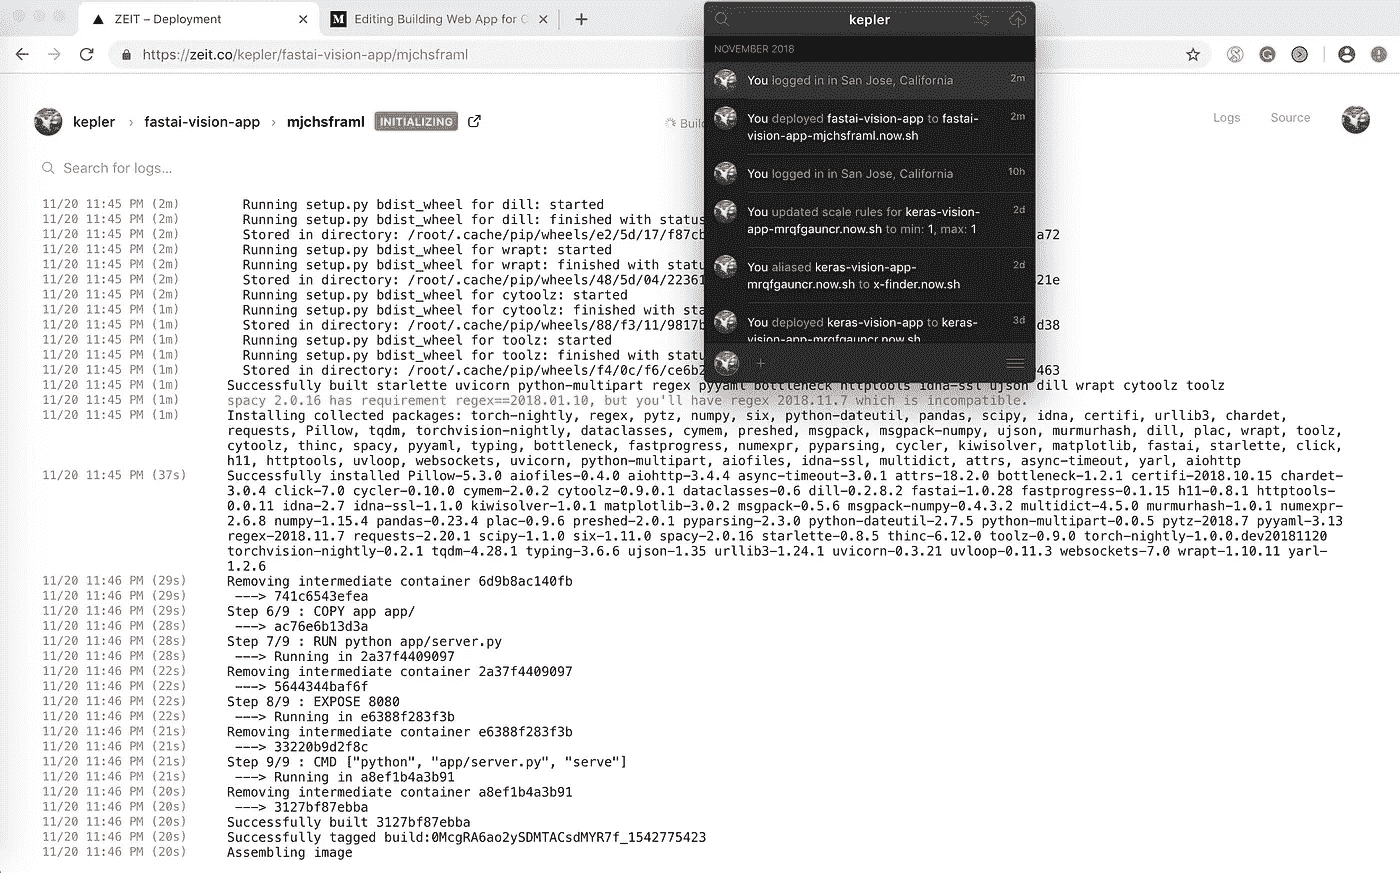 ZEIT – Deployment
Editing Building Web App for C
https://zeit.co/kepler/fastai-vision-app/mjchsframl
kepler › fastai-vision-app › mjchsframl INITIALIZING
Logs Source
Search for logs...
kepler
NOVEMBER 2018
You logged in in San Jose, California 2m
You deployed fastai-vision-app to fastai- 2m
vision-app-mjchsframl.now.sh
You logged in in San Jose, California 10h
You updated scale rules for keras-vision- 2d
app-mrqfgauncr.now.sh to min: 1, max: 1
You aliased keras-vision-app- 2d
mrqfgauncr.now.sh to x-finder.now.sh
You deployed keras-vision-app to keras- 3d
vision-app-mrqfgauncr.now.sh
11/20 11:45 PM (2m) Running setup.py bdist_wheel for dill: started
11/20 11:45 PM (2m) Running setup.py bdist_wheel for dill: finished with status
11/20 11:45 PM (2m) Stored in directory: /root/.cache/pip/wheels/e2/5d/17/f87cb a72
11/20 11:45 PM (2m) Running setup.py bdist_wheel for wrapt: started
11/20 11:45 PM (2m) Running setup.py bdist_wheel for wrapt: finished with statu
11/20 11:45 PM (2m) Stored in directory: /root/.cache/pip/wheels/48/5d/04/22361 21e
11/20 11:45 PM (2m) Running setup.py bdist_wheel for cytoolz: started
11/20 11:45 PM (1m) Running setup.py bdist_wheel for cytoolz: finished with sta
11/20 11:45 PM (1m) Stored in directory: /root/.cache/pip/wheels/88/f3/11/9817b d38
11/20 11:45 PM (1m) Running setup.py bdist_wheel for toolz: started
11/20 11:45 PM (1m) Running setup.py bdist_wheel for toolz: finished with statu
11/20 11:45 PM (1m) Stored in directory: /root/.cache/pip/wheels/f4/0c/f6/ce6b2 463
11/20 11:45 PM (1m) Successfully built starlette uvicorn python-multipart regex pyyaml bottleneck httptools idna-ssl ujson dill wrapt cytoolz toolz
11/20 11:45 PM (1m) spacy 2.0.16 has requirement regex==2018.01.10, but you'll have regex 2018.11.7 which is incompatible.
11/20 11:45 PM (1m) Installing collected packages: torch-nightly, regex, pytz, numpy, six, python-dateutil, pandas, scipy, idna, certifi, urllib3, chardet,
requests, Pillow, tqdm, torchvision-nightly, dataclasses, cymem, preshed, msgpack, msgpack-numpy, ujson, murmurhash, dill, plac, wrapt, toolz,
cytoolz, thinc, spacy, pyyaml, typing, bottleneck, fastprogress, numexpr, pyparsing, cycler, kiwisolver, matplotlib, fastai, starlette, click,
h11, httptools, uvloop, websockets, uvicorn, python-multipart, aiofiles, idna-ssl, multidict, attrs, async-timeout, yarl, aiohttp
11/20 11:45 PM (37s) Successfully installed Pillow-5.3.0 aiofiles-0.4.0 aiohttp-3.4.4 async-timeout-3.0.1 attrs-18.2.0 bottleneck-1.2.1 certifi-2018.10.15 chardet-
3.0.4 click-7.0 cycler-0.10.0 cymem-2.0.2 cytoolz-0.9.0.1 dataclasses-0.6 dill-0.2.8.2 fastai-1.0.28 fastprogress-0.1.15 h11-0.8.1 httptools-
0.0.11 idna-2.7 idna-ssl-1.1.0 kiwisolver-1.0.1 matplotlib-3.0.2 msgpack-0.5.6 msgpack-numpy-0.4.3.2 multidict-4.5.0 murmurhash-1.0.1 numexpr-
2.6.8 numpy-1.15.4 pandas-0.23.4 plac-0.9.6 preshed-2.0.1 pyparsing-2.3.0 python-dateutil-2.7.5 python-multipart-0.0.5 pytz-2018.7 pyyaml-3.13
regex-2018.11.7 requests-2.20.1 scipy-1.1.0 six-1.11.0 spacy-2.0.16 starlette-0.8.5 thinc-6.12.0 toolz-0.9.0 torch-nightly-1.0.0.dev20181120
torchvision-nightly-0.2.1 tqdm-4.28.1 typing-3.6.6 ujson-1.35 urllib3-1.24.1 uvicorn-0.3.21 uvloop-0.11.3 websockets-7.0 wrapt-1.10.11 yarl-
1.2.6
11/20 11:46 PM (29s) Removing intermediate container 6d9b8ac140fb
11/20 11:46 PM (29s) ---> 741c6543efea
11/20 11:46 PM (29s) Step 6/9 : COPY app app/
11/20 11:46 PM (28s) ---> ac76e6b13d3a
11/20 11:46 PM (28s) Step 7/9 : RUN python app/server.py
11/20 11:46 PM (28s) ---> Running in 2a37f4409097
11/20 11:46 PM (22s) Removing intermediate container 2a37f4409097
11/20 11:46 PM (22s) ---> 5644344baf6f
11/20 11:46 PM (22s) Step 8/9 : EXPOSE 8080
11/20 11:46 PM (22s) ---> Running in e6388f283f3b
11/20 11:46 PM (21s) Removing intermediate container e6388f283f3b
11/20 11:46 PM (21s) ---> 33220b9d2f8c
11/20 11:46 PM (21s) Step 9/9 : CMD ["python", "app/server.py", "serve"]
11/20 11:46 PM (21s) ---> Running in a8ef1b4a3b91
11/20 11:46 PM (20s) Removing intermediate container a8ef1b4a3b91
11/20 11:46 PM (20s) ---> 3127bf87ebba
11/20 11:46 PM (20s) Successfully built 3127bf87ebba
11/20 11:46 PM (20s) Successfully tagged build:0McgRA6ao2ySDMTACsdMYR7f_1542775423
11/20 11:46 PM (20s) Assembling image